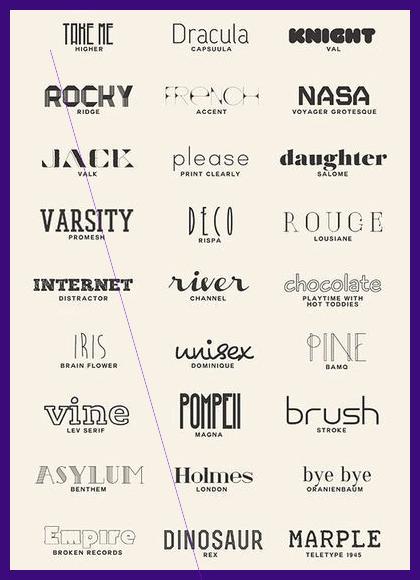 TAKE ME
HIGHER
Dracula
CAPSUULA
KNIGHT
VAL
ROCKY
RIDGE
FRENCH
ACCENT
NASA
VOYAGER GROTESQUE
JACK
VALK
please
PRINT CLEARLY
daughter
SALOME
VARSITY
PROMESH
DECO
RISPA
ROUGE
LOUSIANE
INTERNET
DISTRACTOR
river
CHANNEL
chocolate
PLAYTIME WITH
HOT TODDIES
IRIS
BRAIN FLOWER
unisex
DOMINIQUE
PINE
BAMQ
vine
LEV SERIF
POMPEII
MAGNA
brush
STROKE
ASYLUM
BENTHEM
Holmes
LONDON
bye bye
ORANIENBAUM
Empire
BROKEN RECORDS
DINOSAUR
REX
MARPLE
TELETYPE 1945